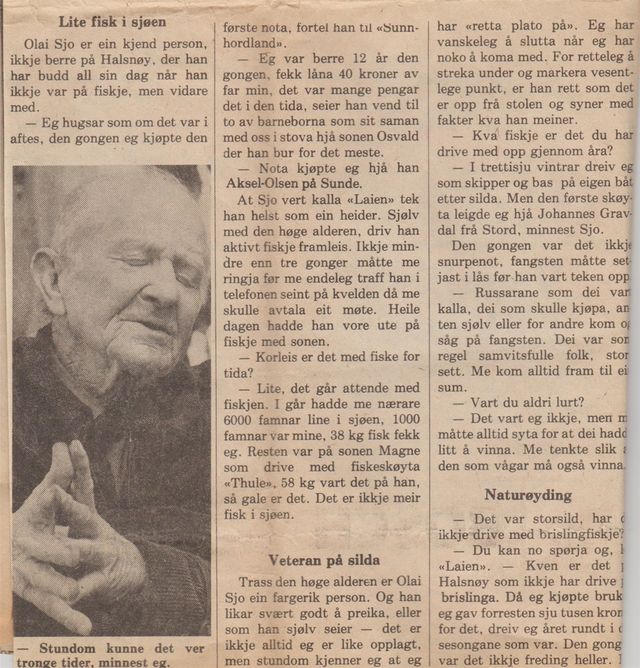 Lite fisk i sjøen
Olai Sjo er ein kjend person,
ikkje berre på Halsnøy, der han
har budd all sin dag når han
ikkje var på fiskje, men vidare
med.
— Eg hugsar som om det var i
aftes, den gongen eg kjøpte den
— Stundom kunne det ver
tronge tider, minnest eg.
første nota, fortel han til «Sunn-
hordland».
— Eg var berre 12 år den
gongen, fekk låna 40 kroner av
far min, det var mange pengar
det i den tida, seier han vend til
to av barneborna som sit saman
med oss i stova hjå sonen Osvald
der han bur for det meste.
— Nota kjøpte eg hjå han
Aksel-Olsen på Sunde.
At Sjo vert kalla «Laien» tek
han helst som ein heider. Sjølv
med den høge alderen, driv han
aktivt fiskje framleis. Ikkje min-
dre enn tre gonger måtte me
ringja før me endeleg traff han i
telefonen seint på kvelden då me
skulle avtala eit møte. Heile
dagen hadde han vore ute på
fiskje med sonen.
— Korleis er det med fiske for
tida?
— Lite, det går attende med
fiskjen. I går hadde me nærare
6000 famnar line i sjøen, 1000
famnar var mine, 38 kg fisk fekk
eg. Resten var på sonen Magne
som drive med fiskeskøyta
«Thule», 58 kg vart det på han,
så gale er det. Det er ikkje meir
fisk i sjøen.
Veteran på silda
Trass den høge alderen er Olai
Sjo ein fargerik person. Og han
likar svært godt å preika, eller
som han sjølv seier — det er
ikkje alltid eg er like opplagt,
men stundom kjenner eg at eg
har «retta plato på». Eg har
vanskeleg å slutta når eg har
noko å koma med. For retteleg å
streka under og markera vesent-
lege punkt, er han rett som det
er opp frå stolen og syner med
fakter kva han meiner.
— Kva fiskje er det du har
drive med opp gjennom åra?
— I trettisju vintrar dreiv eg
som skipper og bas på eigen båt
etter silda. Men den første skøy-
ta leigde eg hjå Johannes Grav-
dal frå Stord, minnest Sjo.
Den gongen var det ikkje
snurpenot, fangsten måtte set-
jast i lås før han vart teken opp
— Russarane som dei var
kalla, dei som skulle kjøpa, an
ten sjølv eller for andre kom
såg på fangsten. Dei var som
regel samvitsfulle folk, stor
sett. Me kom alltid fram til ei
sum.
— Vart du aldri lurt?
— Det vart eg ikkje, men
måtte alltid syta for at dei hadd
litt å vinna. Me tenkte slik
den som vågar må også vinna.
Naturøyding
— Det var storsild, har
ikkje drive med brislingfiskje?
— Du kan no spørja og,
«Laien». — Kven er det
Halsnøy som ikkje har drive
brislinga. Då eg kjøpte bruk
eg gav forresten sju tusen kron
for det, dreiv eg året rundt i
sesongane som var. Den gong
var det ikkje freding heller.